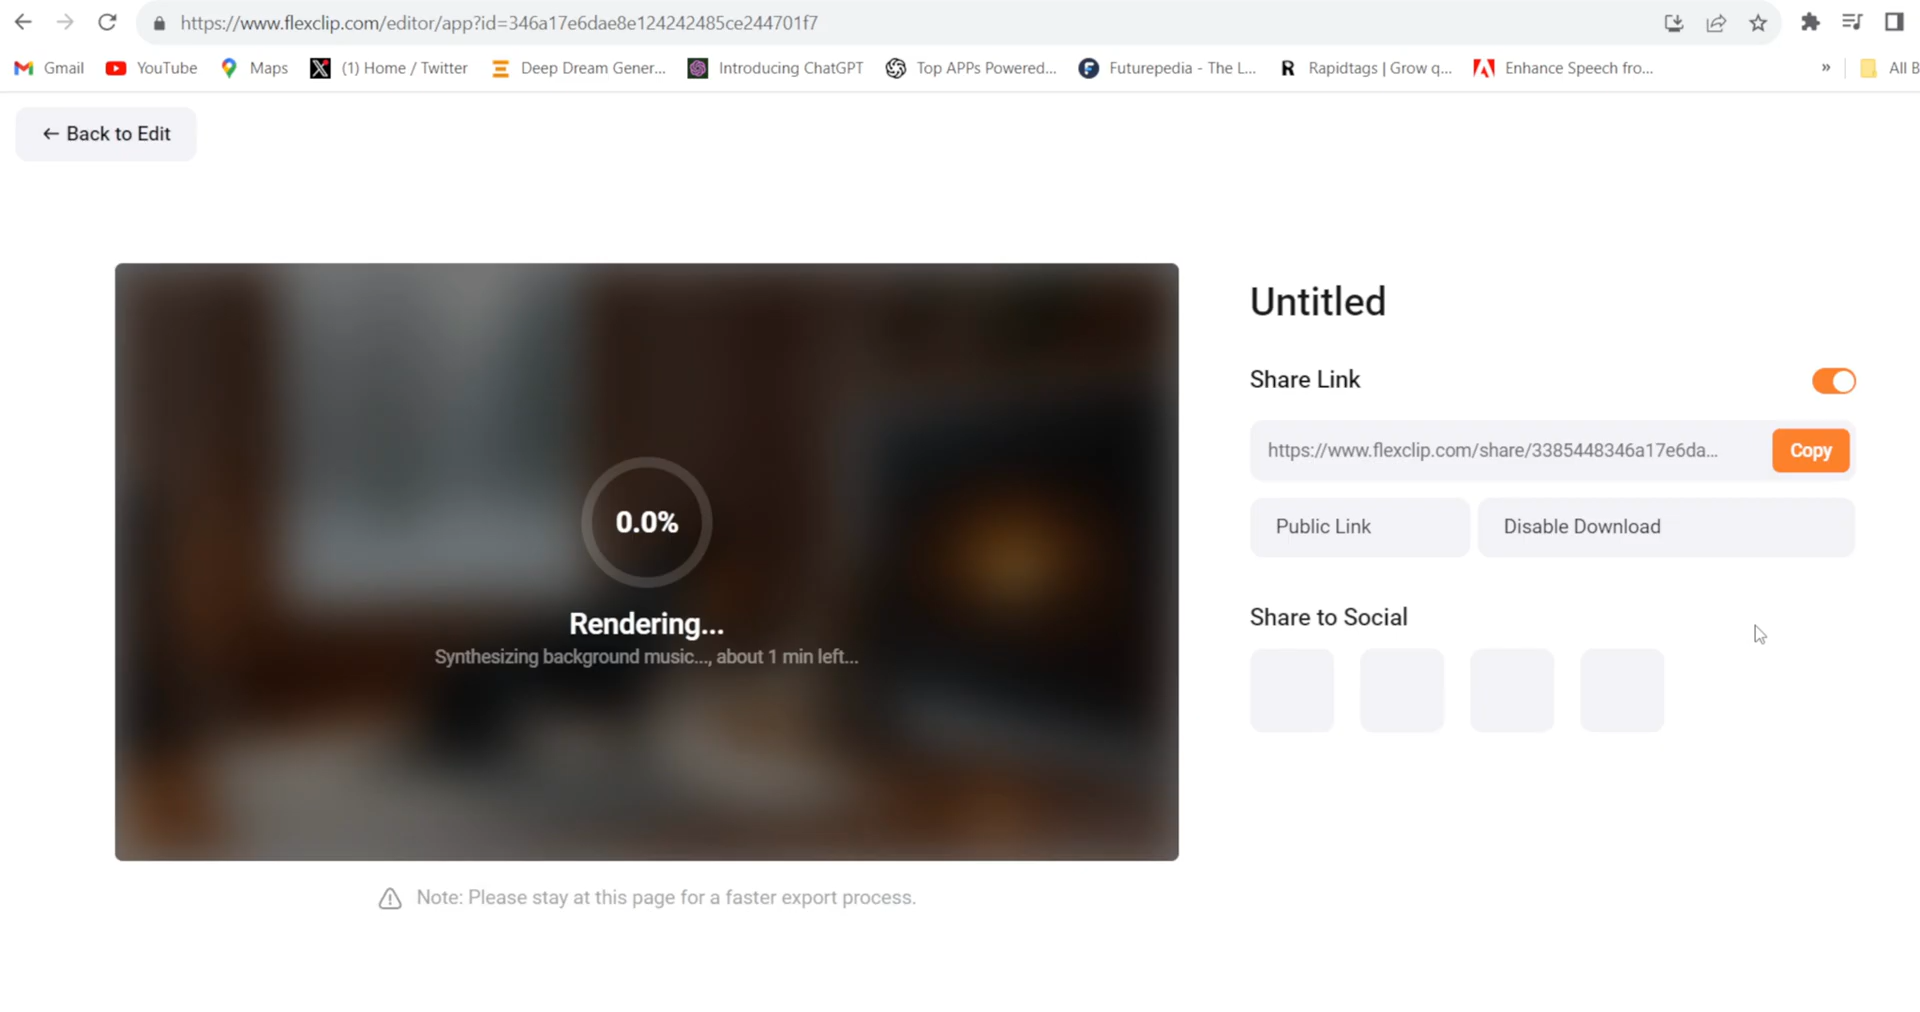 https://www.flexclip.com/editor/app?id=346a17e6dae8e124242485ce244701f7
Gmail YouTube Maps (1) Home / Twitter Deep Dream Gener... Introducing ChatGPT Top APPs Powered... Futurepedia - The L... Rapidtags | Grow q... Enhance Speech fro... » All B
← Back to Edit
Untitled
Share Link
https://www.flexclip.com/share/3385448346a17e6da... Copy
Public Link Disable Download
0.0%
Rendering...
Synthesizing background music..., about 1 min left...
Share to Social
Note: Please stay at this page for a faster export process.